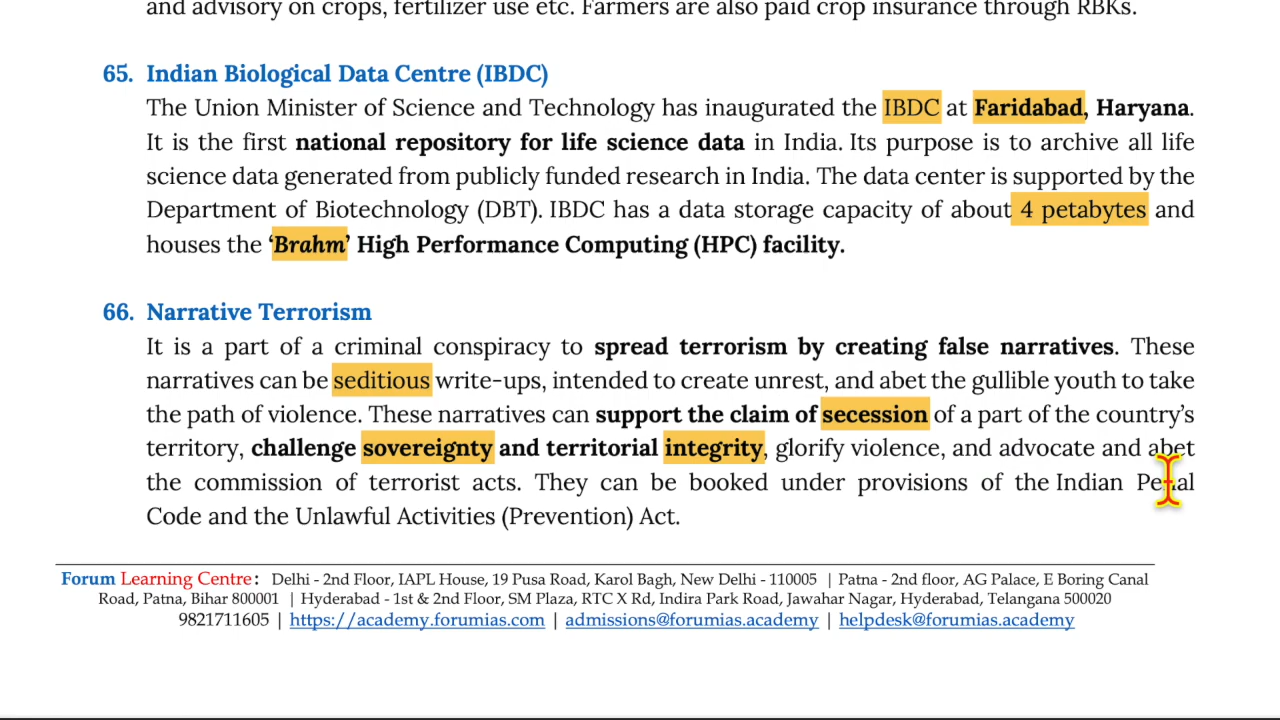 and advisory on crops, fertilizer use etc. Farmers are also paid crop insurance through RBKs.
65. Indian Biological Data Centre (IBDC)
The Union Minister of Science and Technology has inaugurated the IBDC at Faridabad, Haryana.
It is the first national repository for life science data in India. Its purpose is to archive all life
science data generated from publicly funded research in India. The data center is supported by the
Department of Biotechnology (DBT). IBDC has a data storage capacity of about 4 petabytes and
houses the ‘Brahm’ High Performance Computing (HPC) facility.
66. Narrative Terrorism
It is a part of a criminal conspiracy to spread terrorism by creating false narratives. These
narratives can be seditious write-ups, intended to create unrest, and abet the gullible youth to take
the path of violence. These narratives can support the claim of secession of a part of the country’s
territory, challenge sovereignty and territorial integrity, glorify violence, and advocate and abet
the commission of terrorist acts. They can be booked under provisions of the Indian Penal
Code and the Unlawful Activities (Prevention) Act.
Forum Learning Centre: Delhi - 2nd Floor, IAPL House, 19 Pusa Road, Karol Bagh, New Delhi - 110005 | Patna - 2nd floor, AG Palace, E Boring Canal
Road, Patna, Bihar 800001 | Hyderabad - 1st & 2nd Floor, SM Plaza, RTC X Rd, Indira Park Road, Jawahar Nagar, Hyderabad, Telangana 500020
9821711605 | https://academy.forumias.com | admissions@forumias.academy | helpdesk@forumias.academy